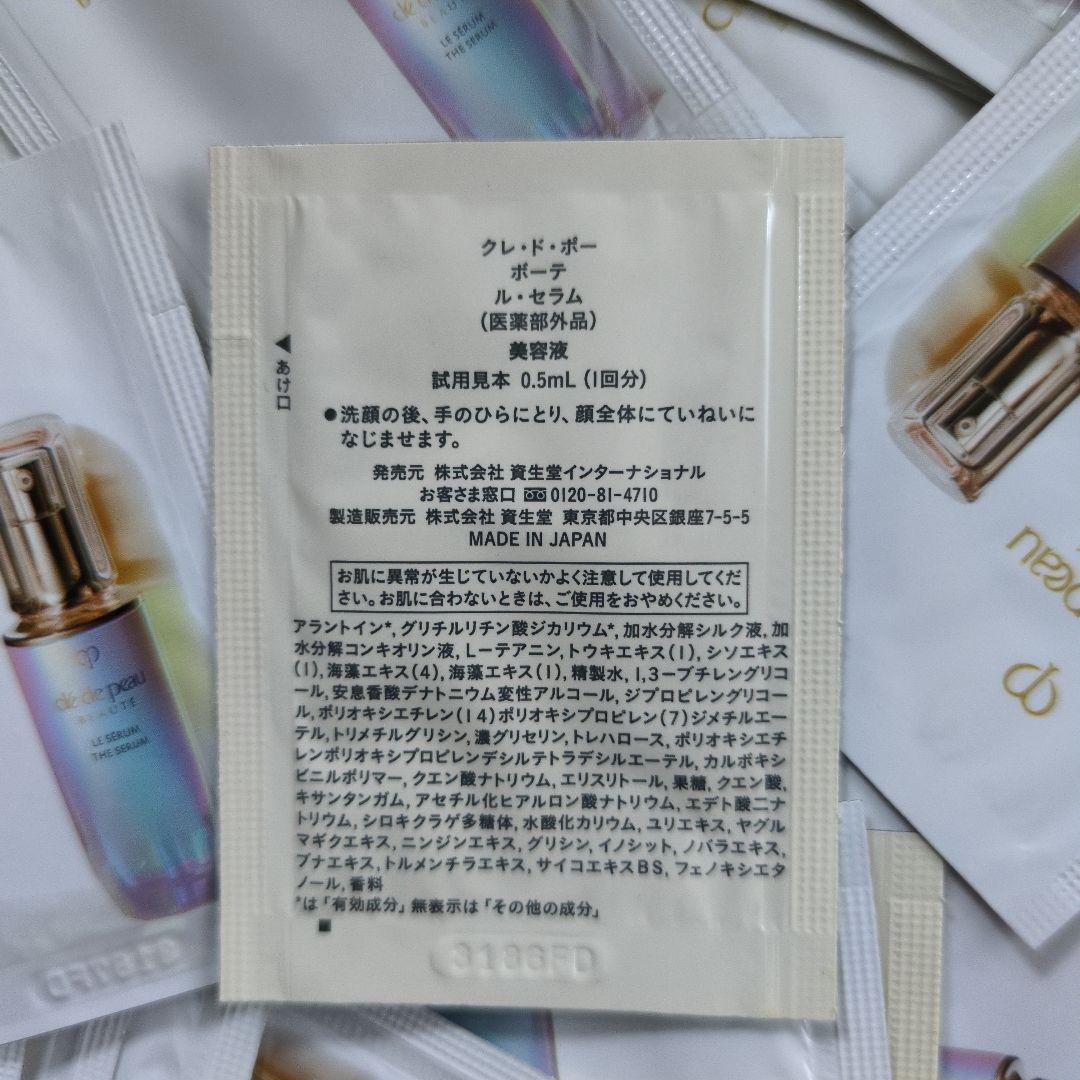 clé de peau
BEAUTÉ
LE SÉRUM
THE SERUM
クレ・ド・ポー
ボーテ
ル・セラム
(医薬部外品)
美容液
試用見本 0.5mL (1回分)
◀あけ口
●洗顔の後、手のひらにとり、顔全体にていねいに
なじませます。
発売元 株式会社 資生堂インターナショナル
お客さま窓口 0120-81-4710
製造販売元 株式会社 資生堂 東京都中央区銀座7-5-5
MADE IN JAPAN
お肌に異常が生じていないかよく注意して使用してくだ
さい。お肌に合わないときは、ご使用をおやめください。
アラントイン*, グリチルリチン酸ジカリウム*, 加水分解シルク液, 加
水分解コンキオリン液, L-テアニン, トウキエキス(1), シソエキス
(1), 海藻エキス(4), 海藻エキス(1), 精製水, 1,3-ブチレングリコ
ール, 安息香酸デナトニウム変性アルコール, ジプロピレングリコー
ル, ポリオキシエチレン(14)ポリオキシプロピレン(7)ジメチルエー
テル, トリメチルグリシン, 濃グリセリン, トレハロース, ポリオキシエチ
レンポリオキシプロピレンデシルテトラデシルエーテル, カルボキシ
ビニルポリマー, クエン酸ナトリウム, エリスリトール, 果糖, クエン酸,
キサンタンガム, アセチル化ヒアルロン酸ナトリウム, エデト酸二ナ
トリウム, シロキクラゲ多糖体, 水酸化カリウム, ユリエキス, ヤグル
マギクエキス, ニンジンエキス, グリシン, イノシット, ノバラエキス,
ブナエキス, トルメンチラエキス, サイコエキスBS, フェノキシエタ
ノール, 香料
*は「有効成分」無表示は「その他の成分」
3186FD
clé de peau
BEAUTÉ
LE SÉRUM
THE SERUM
peau